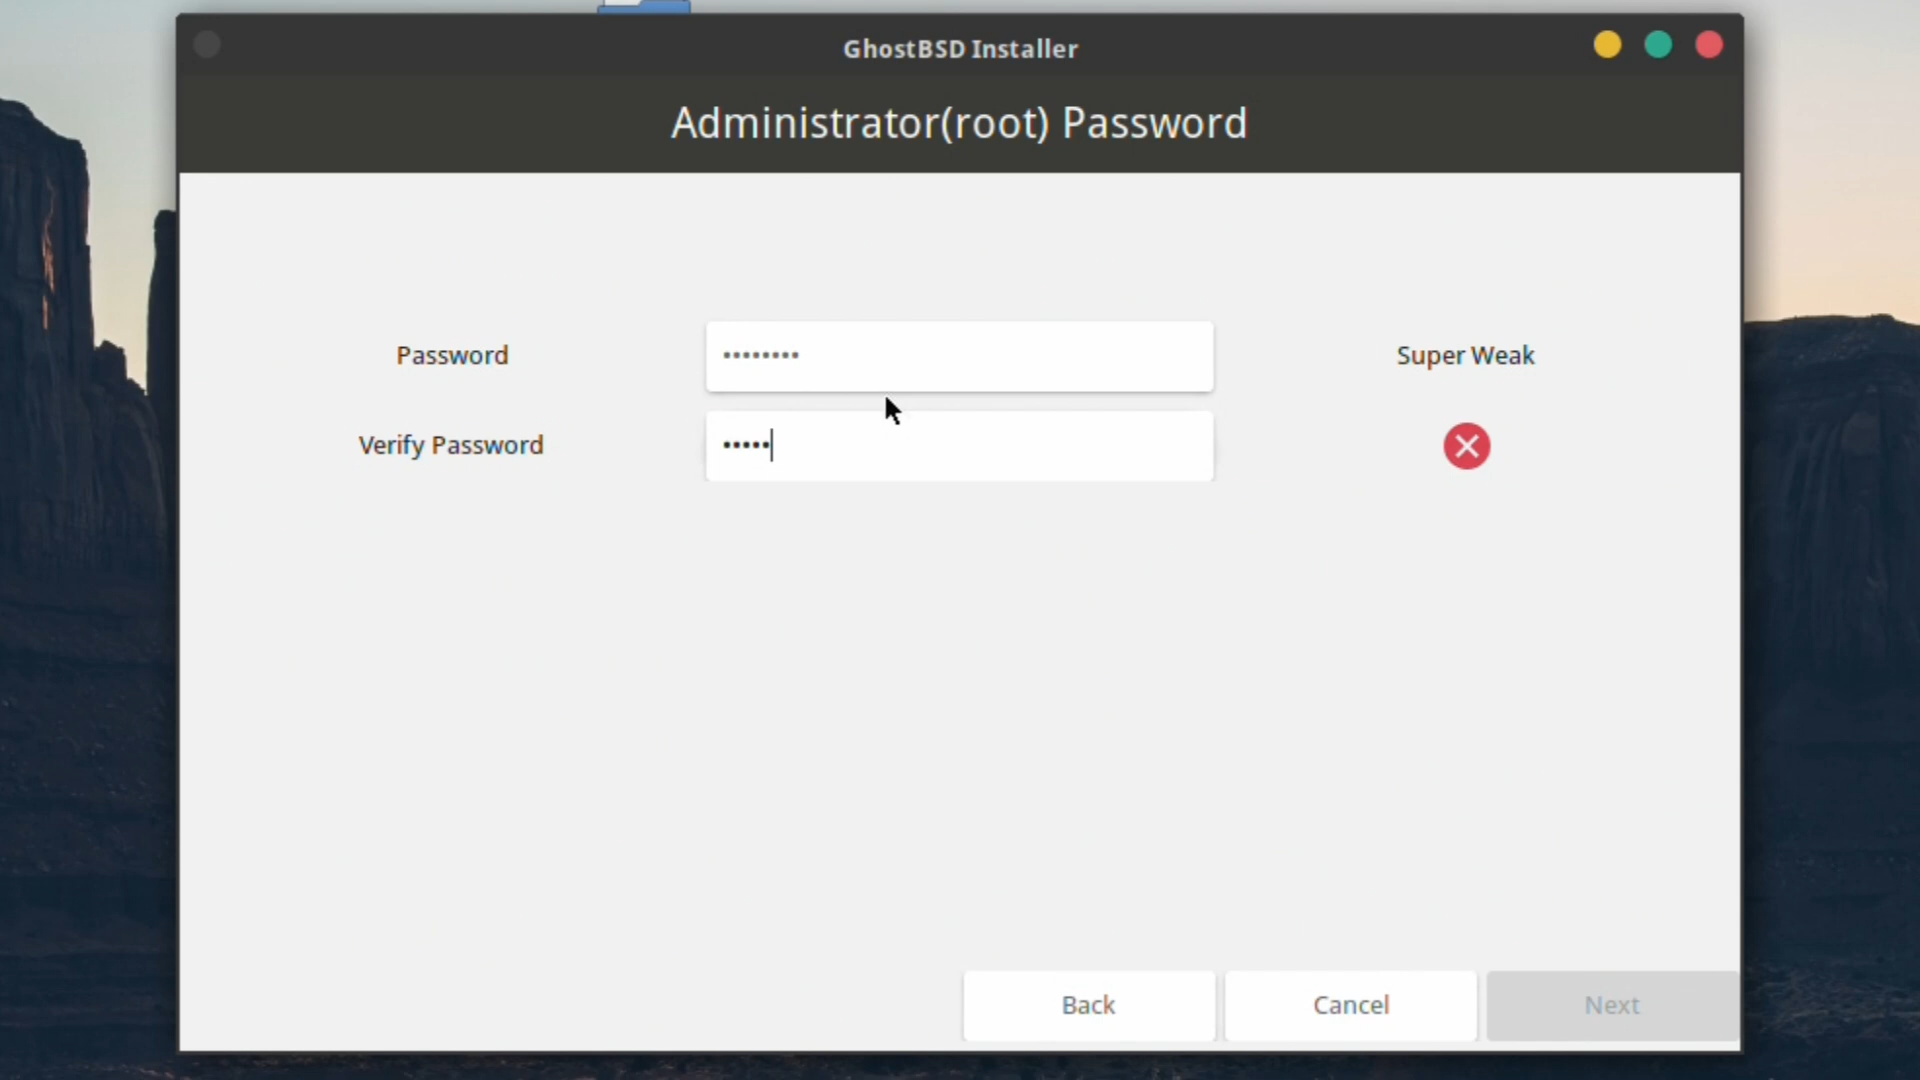 GhostBSD Installer
Administrator(root) Password
Password
••••••••
Super Weak
Verify Password
•••••
Back
Cancel
Next